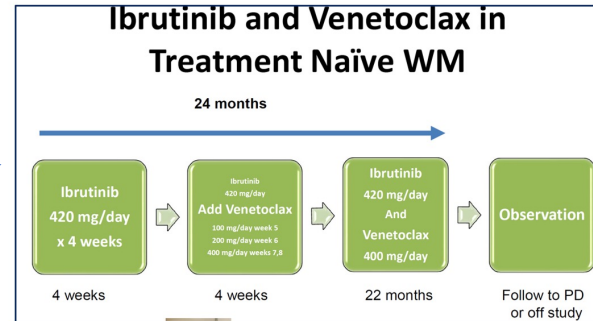 Ibrutinib and Venetoclax in
Treatment Naïve WM
24 months
Ibrutinib
420 mg/day
x 4 weeks
Ibrutinib
420 mg/day
Add Venetoclax
100 mg/day week 5
200 mg/day week 6
400 mg/day weeks 7,8
Ibrutinib
420 mg/day
And
Venetoclax
400 mg/day
Observation
4 weeks
4 weeks
22 months
Follow to PD
or off study